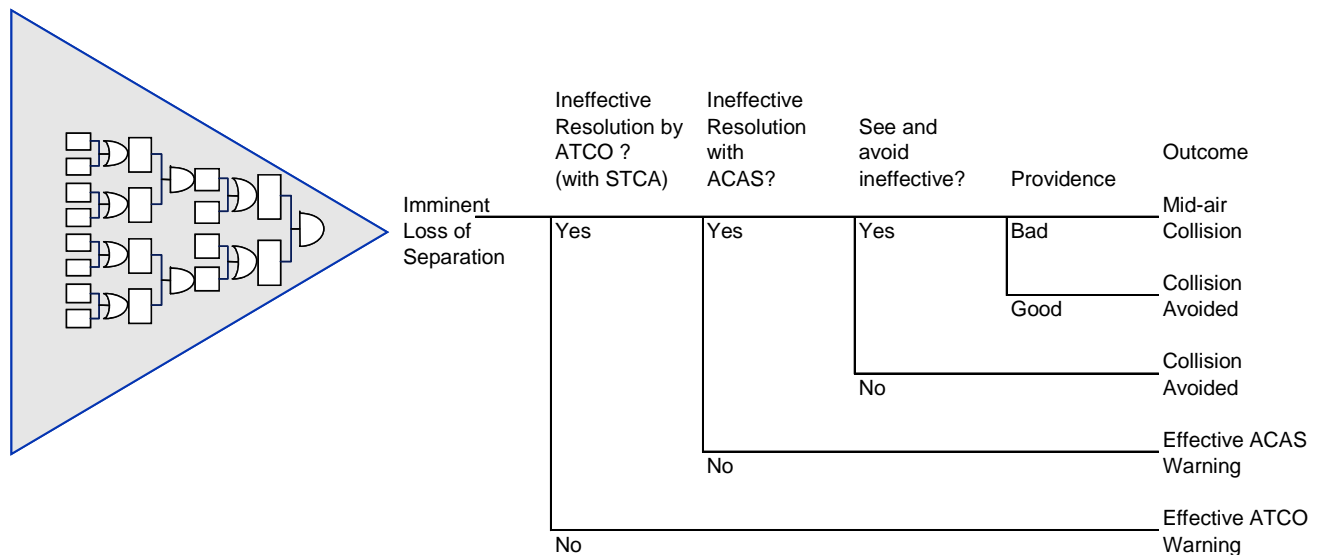 Ineffective
Resolution by
ATCO ?
(with STCA)
Ineffective
Resolution
with
ACAS?
See and
avoid
ineffective?
Providence
Outcome
Imminent
Loss of
Separation
Yes
Yes
Yes
Bad
Mid-air
Collision
Good
Collision
Avoided
No
Collision
Avoided
No
Effective ACAS
Warning
No
Effective ATCO
Warning